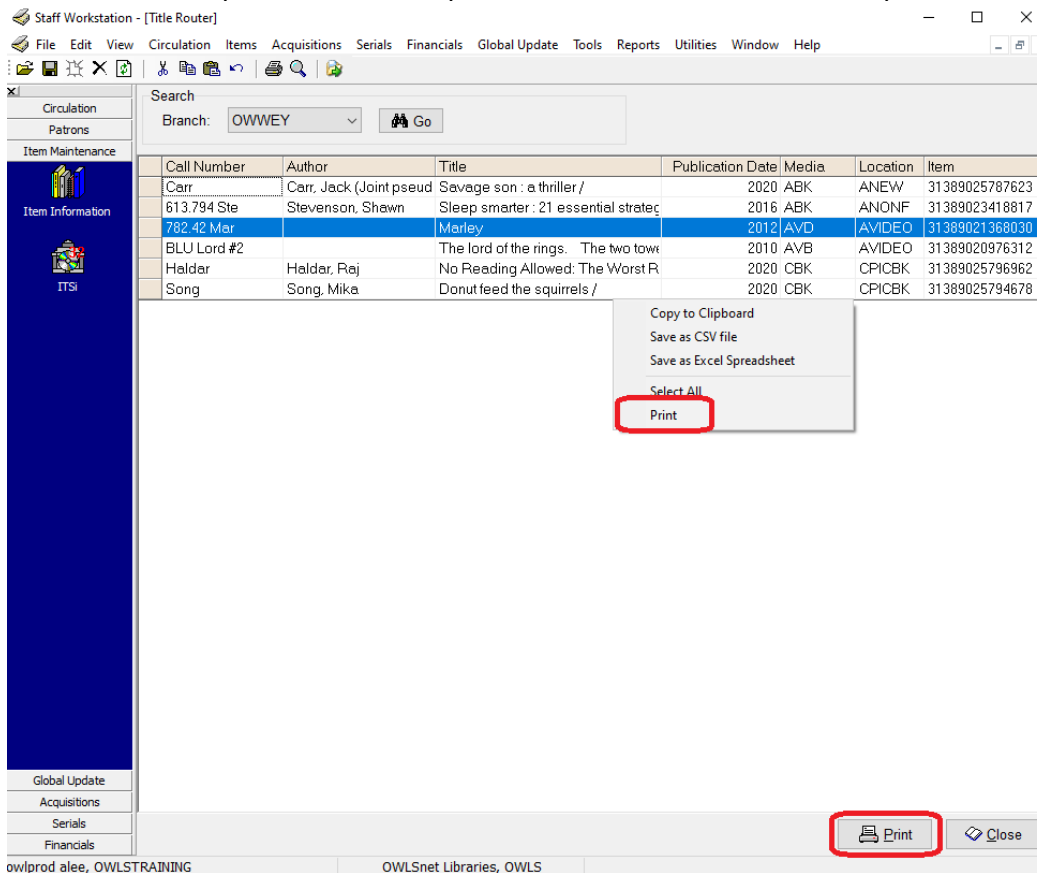 Staff Workstation - [Title Router]
File Edit View Circulation Items Acquisitions Serials Financials Global Update Tools Reports Utilities Window Help
Circulation
Patrons
Item Maintenance
Item Information
ITSi
Search
Branch: OWWEY Go
Call Number Author Title Publication Date Media Location Item
Carr Carr, Jack (Joint pseud Savage son : a thriller / 2020 ABK ANEW 31389025787623
613.794 Ste Stevenson, Shawn Sleep smarter : 21 essential strateg 2016 ABK ANONF 31389023418817
782.42 Mar Marley 2012 AVD AVIDEO 31389021368030
BLU Lord #2 The lord of the rings. The two towe 2010 AVB AVIDEO 31389020976312
Haldar Haldar, Raj No Reading Allowed: The Worst R 2020 CBK CPICBK 31389025796962
Song Song, Mika Donut feed the squirrels / 2020 CBK CPICBK 31389025794678
Copy to Clipboard
Save as CSV file
Save as Excel Spreadsheet
Select All
Print
Global Update
Acquisitions
Serials
Financials
Print Close
owlprod alee, OWLSTRAINING OWLSnet Libraries, OWLS